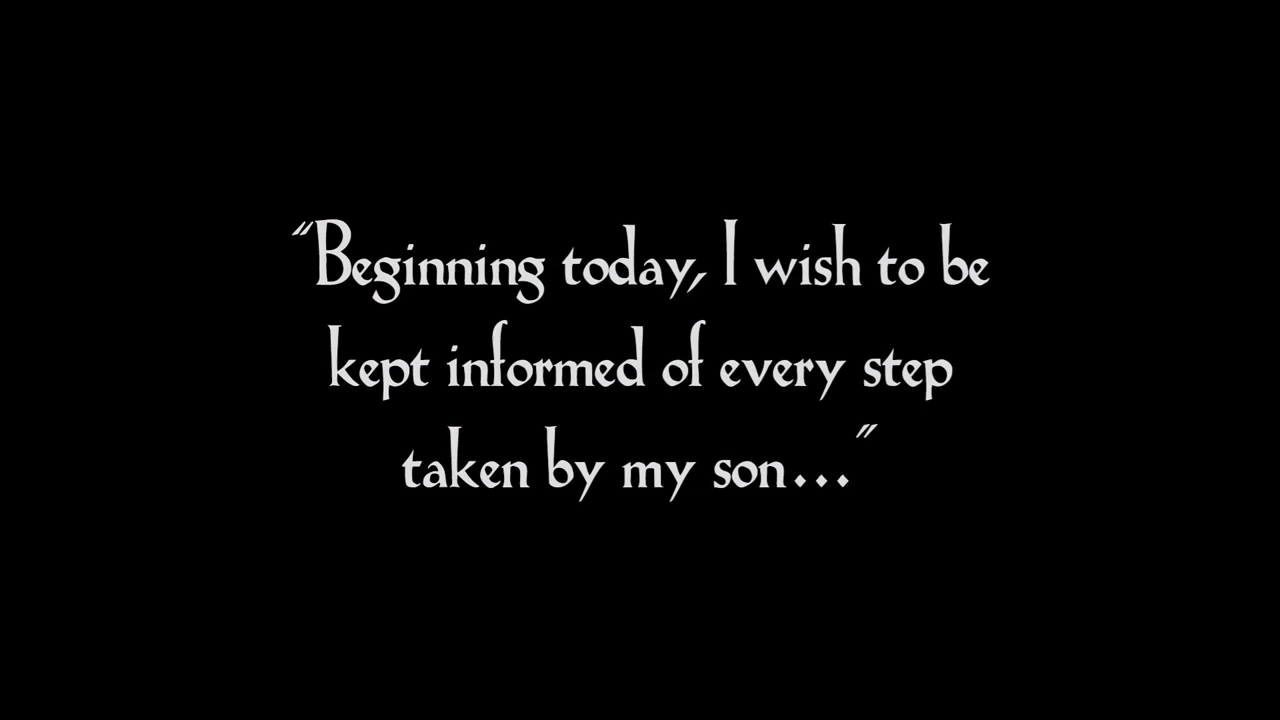 “Beginning today, I wish to be
kept informed of every step
taken by my son...”